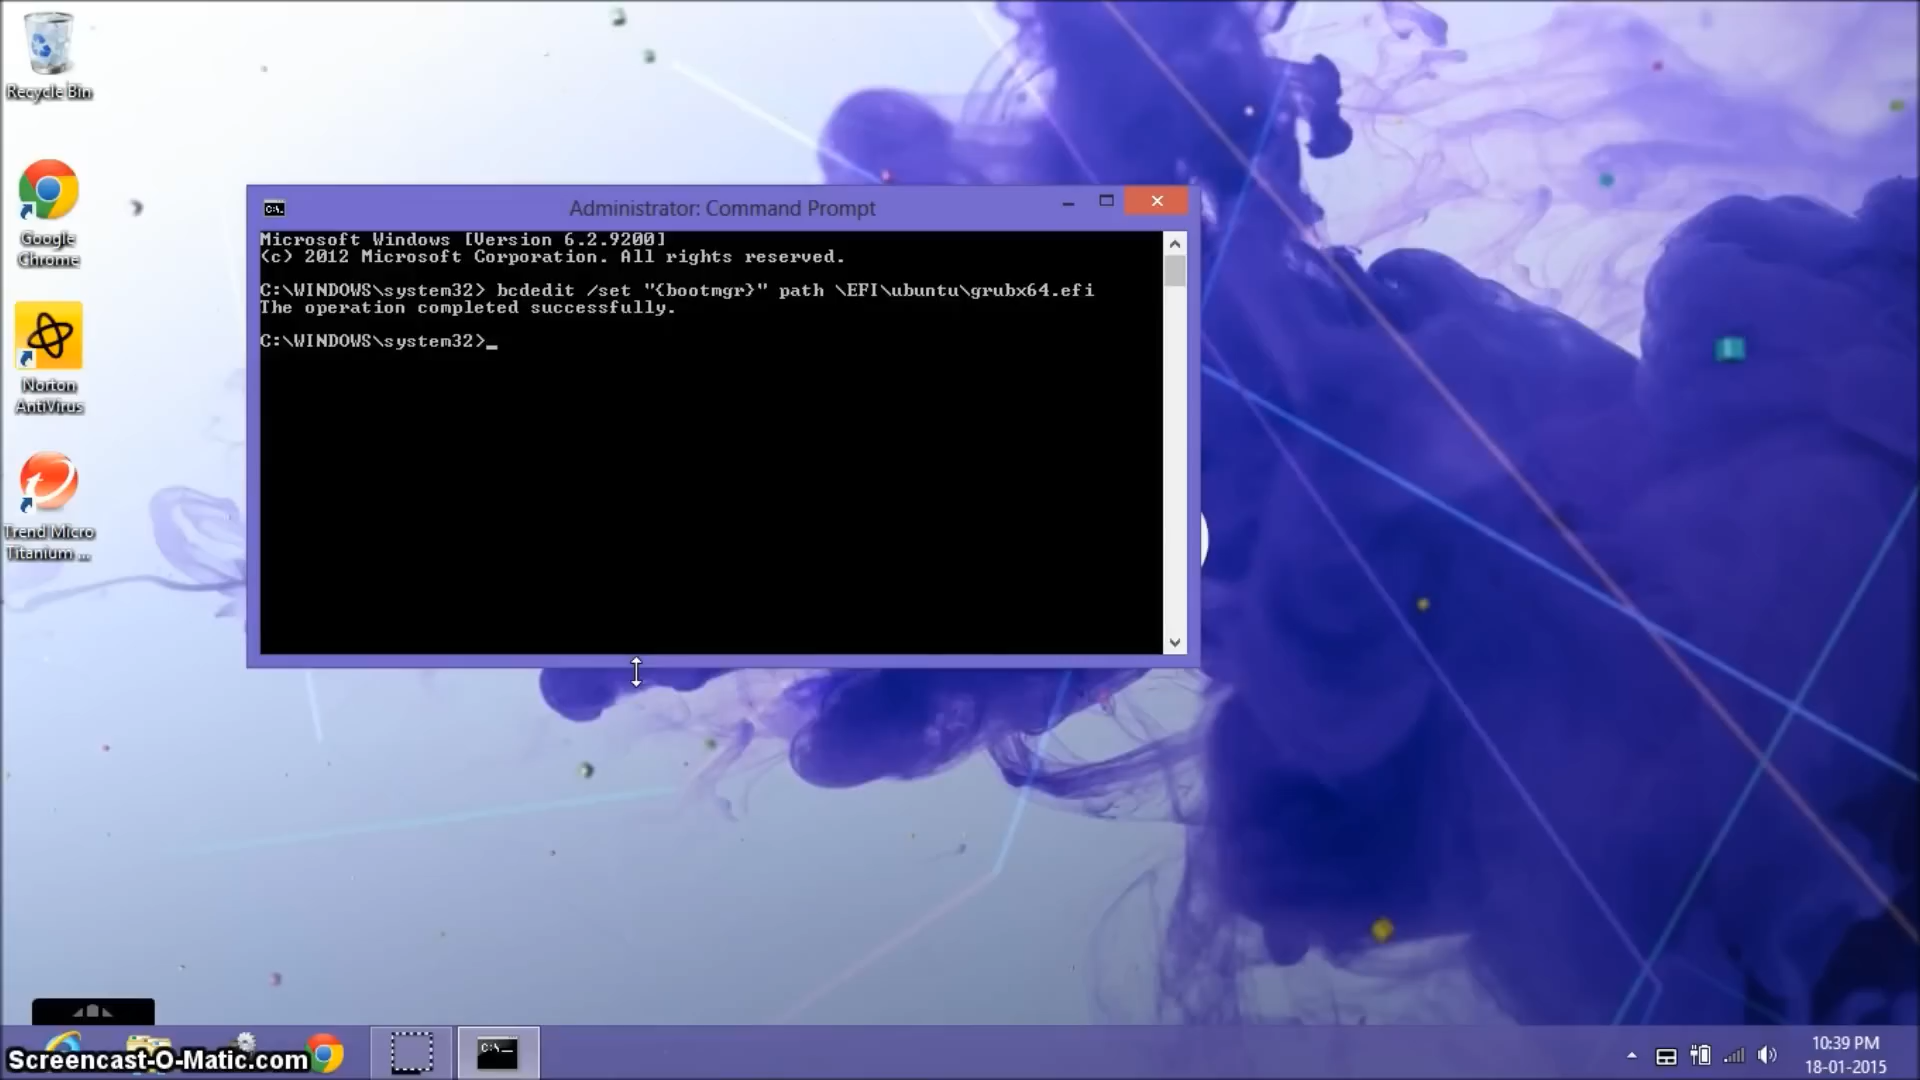 Recycle Bin
Google
Chrome
Norton
AntiVirus
Trend Micro
Titanium ...
Administrator: Command Prompt
Microsoft Windows [Version 6.2.9200]
(c) 2012 Microsoft Corporation. All rights reserved.
C:\WINDOWS\system32> bcdedit /set "{bootmgr}" path \EFI\ubuntu\grubx64.efi
The operation completed successfully.
C:\WINDOWS\system32>_
Screencast-O-Matic.com
10:39 PM
18-01-2015